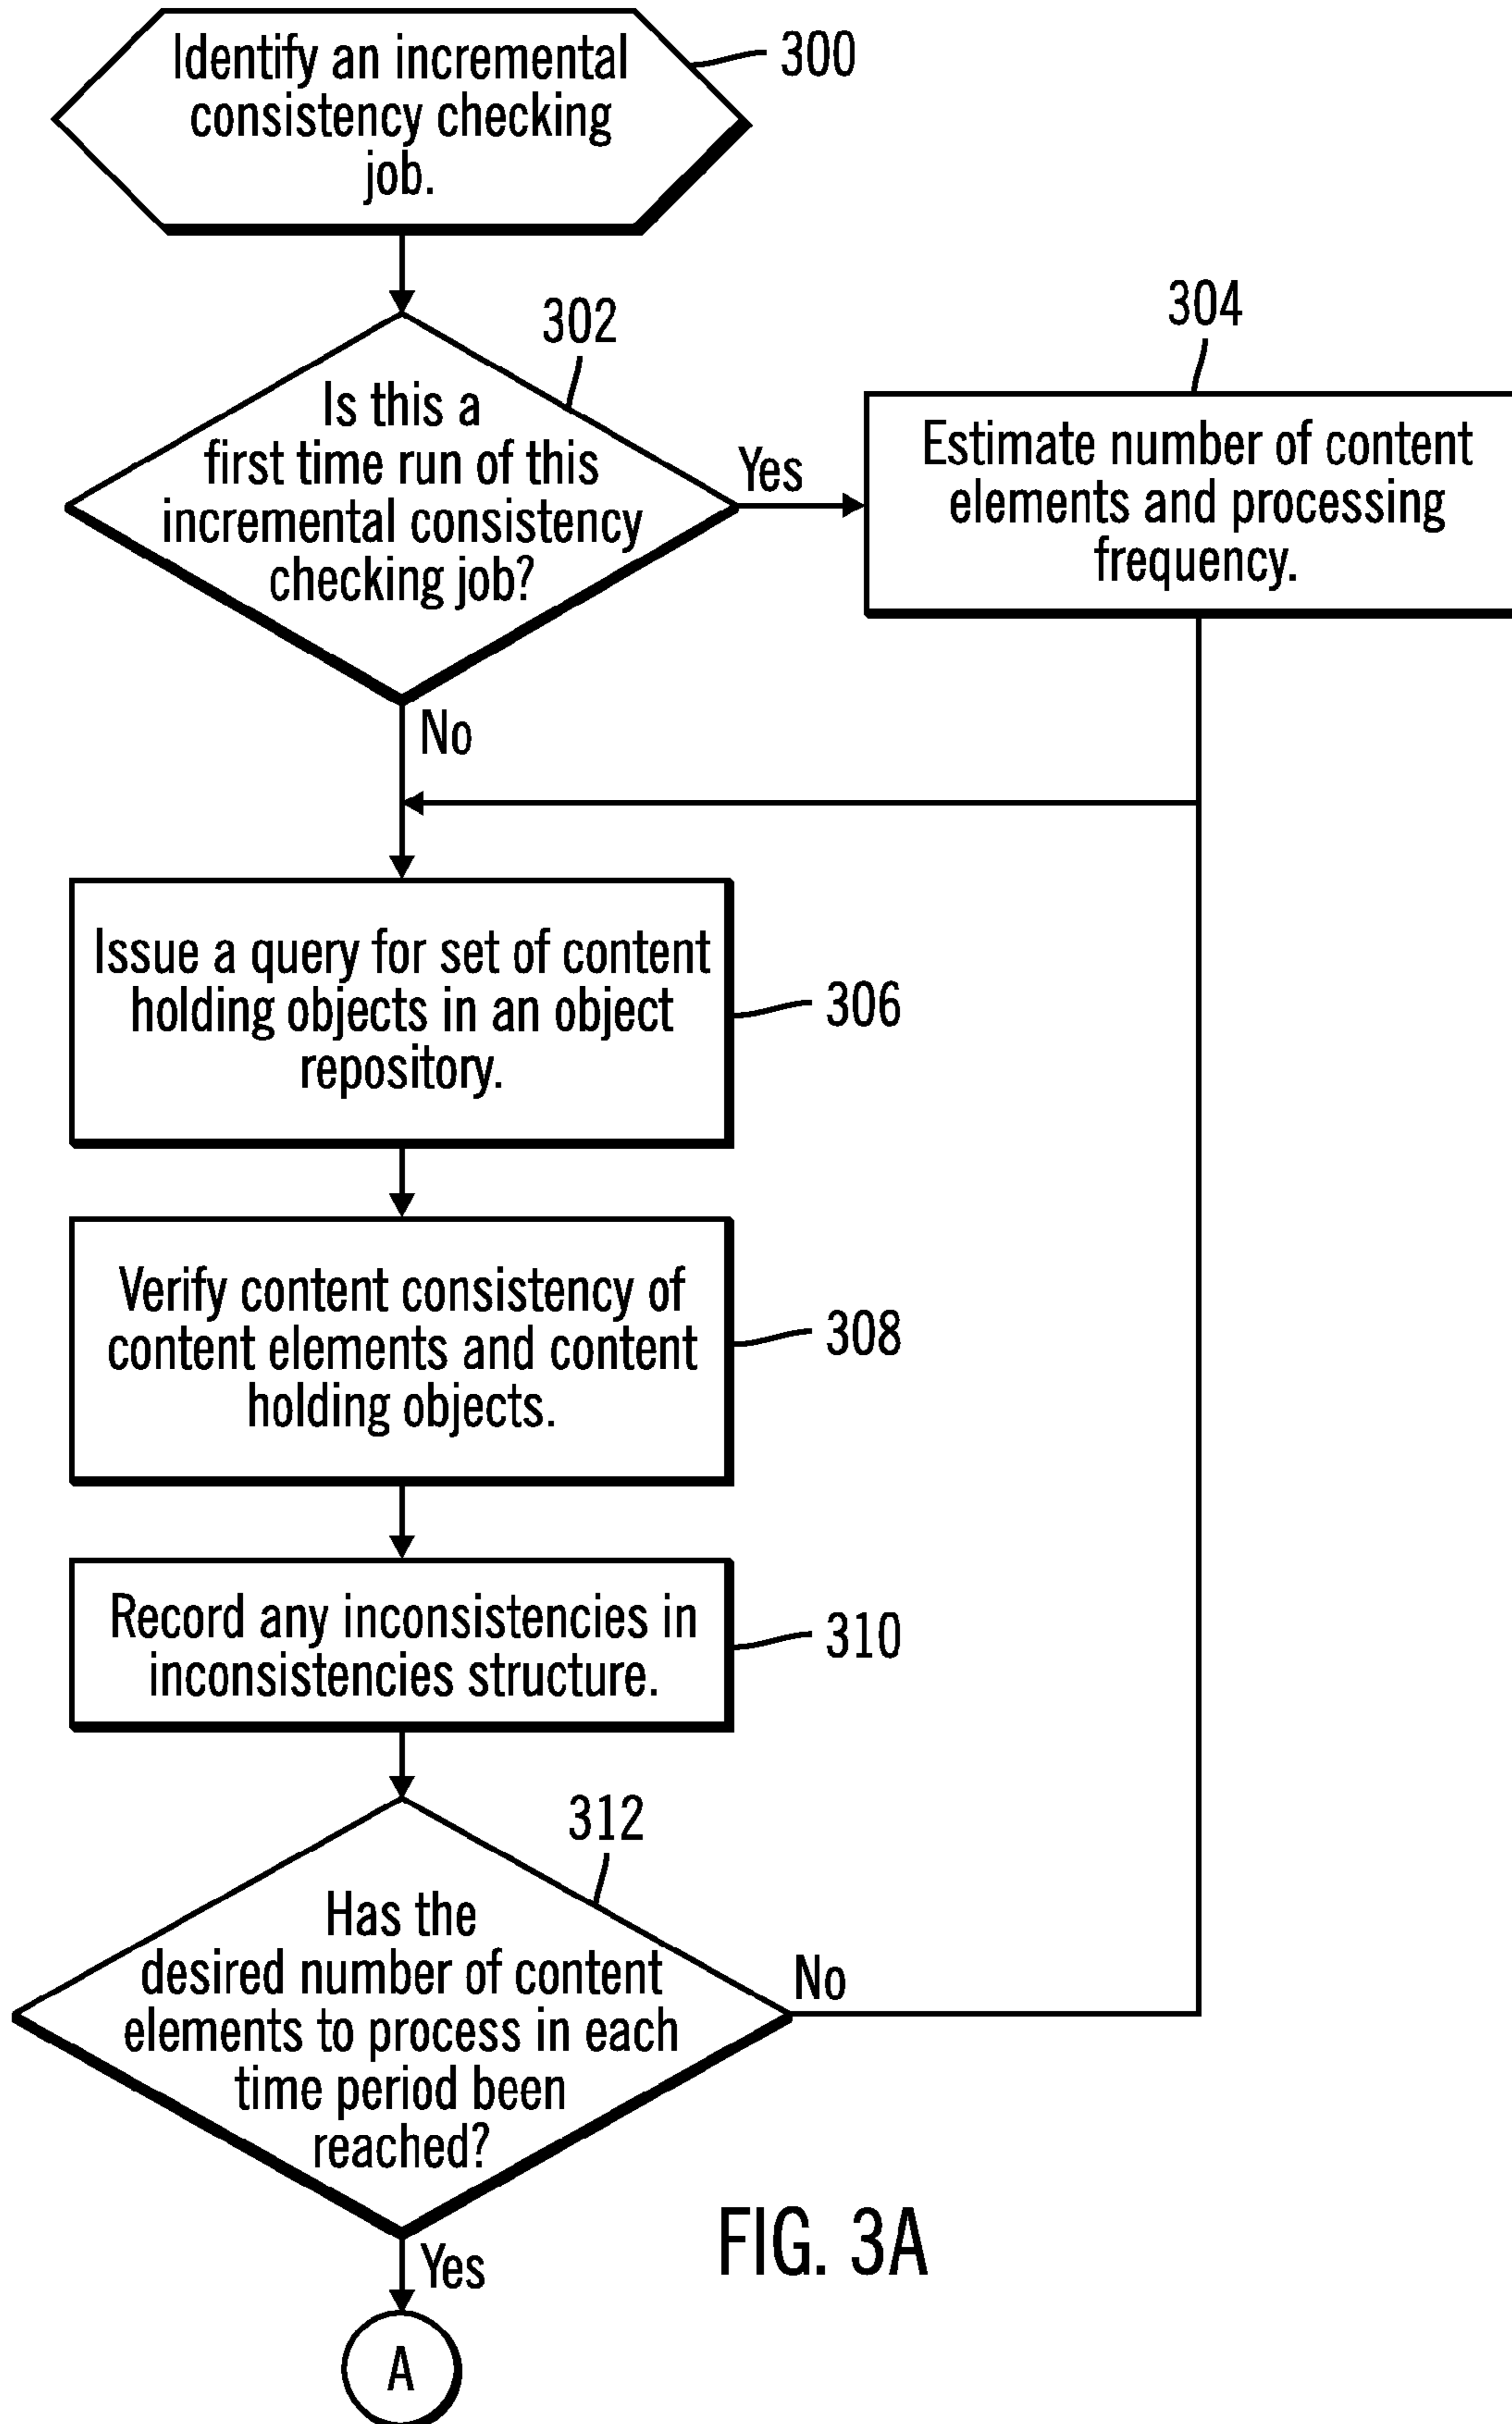 Identify an incremental
consistency checking
job.
300
302
Is this a
first time run of this
incremental consistency
checking job?
Yes
304
Estimate number of content
elements and processing
frequency.
No
Issue a query for set of content
holding objects in an object
repository.
306
Verify content consistency of
content elements and content
holding objects.
308
Record any inconsistencies in
inconsistencies structure.
310
312
Has the
desired number of content
elements to process in each
time period been
reached?
No
Yes
FIG. 3A
A